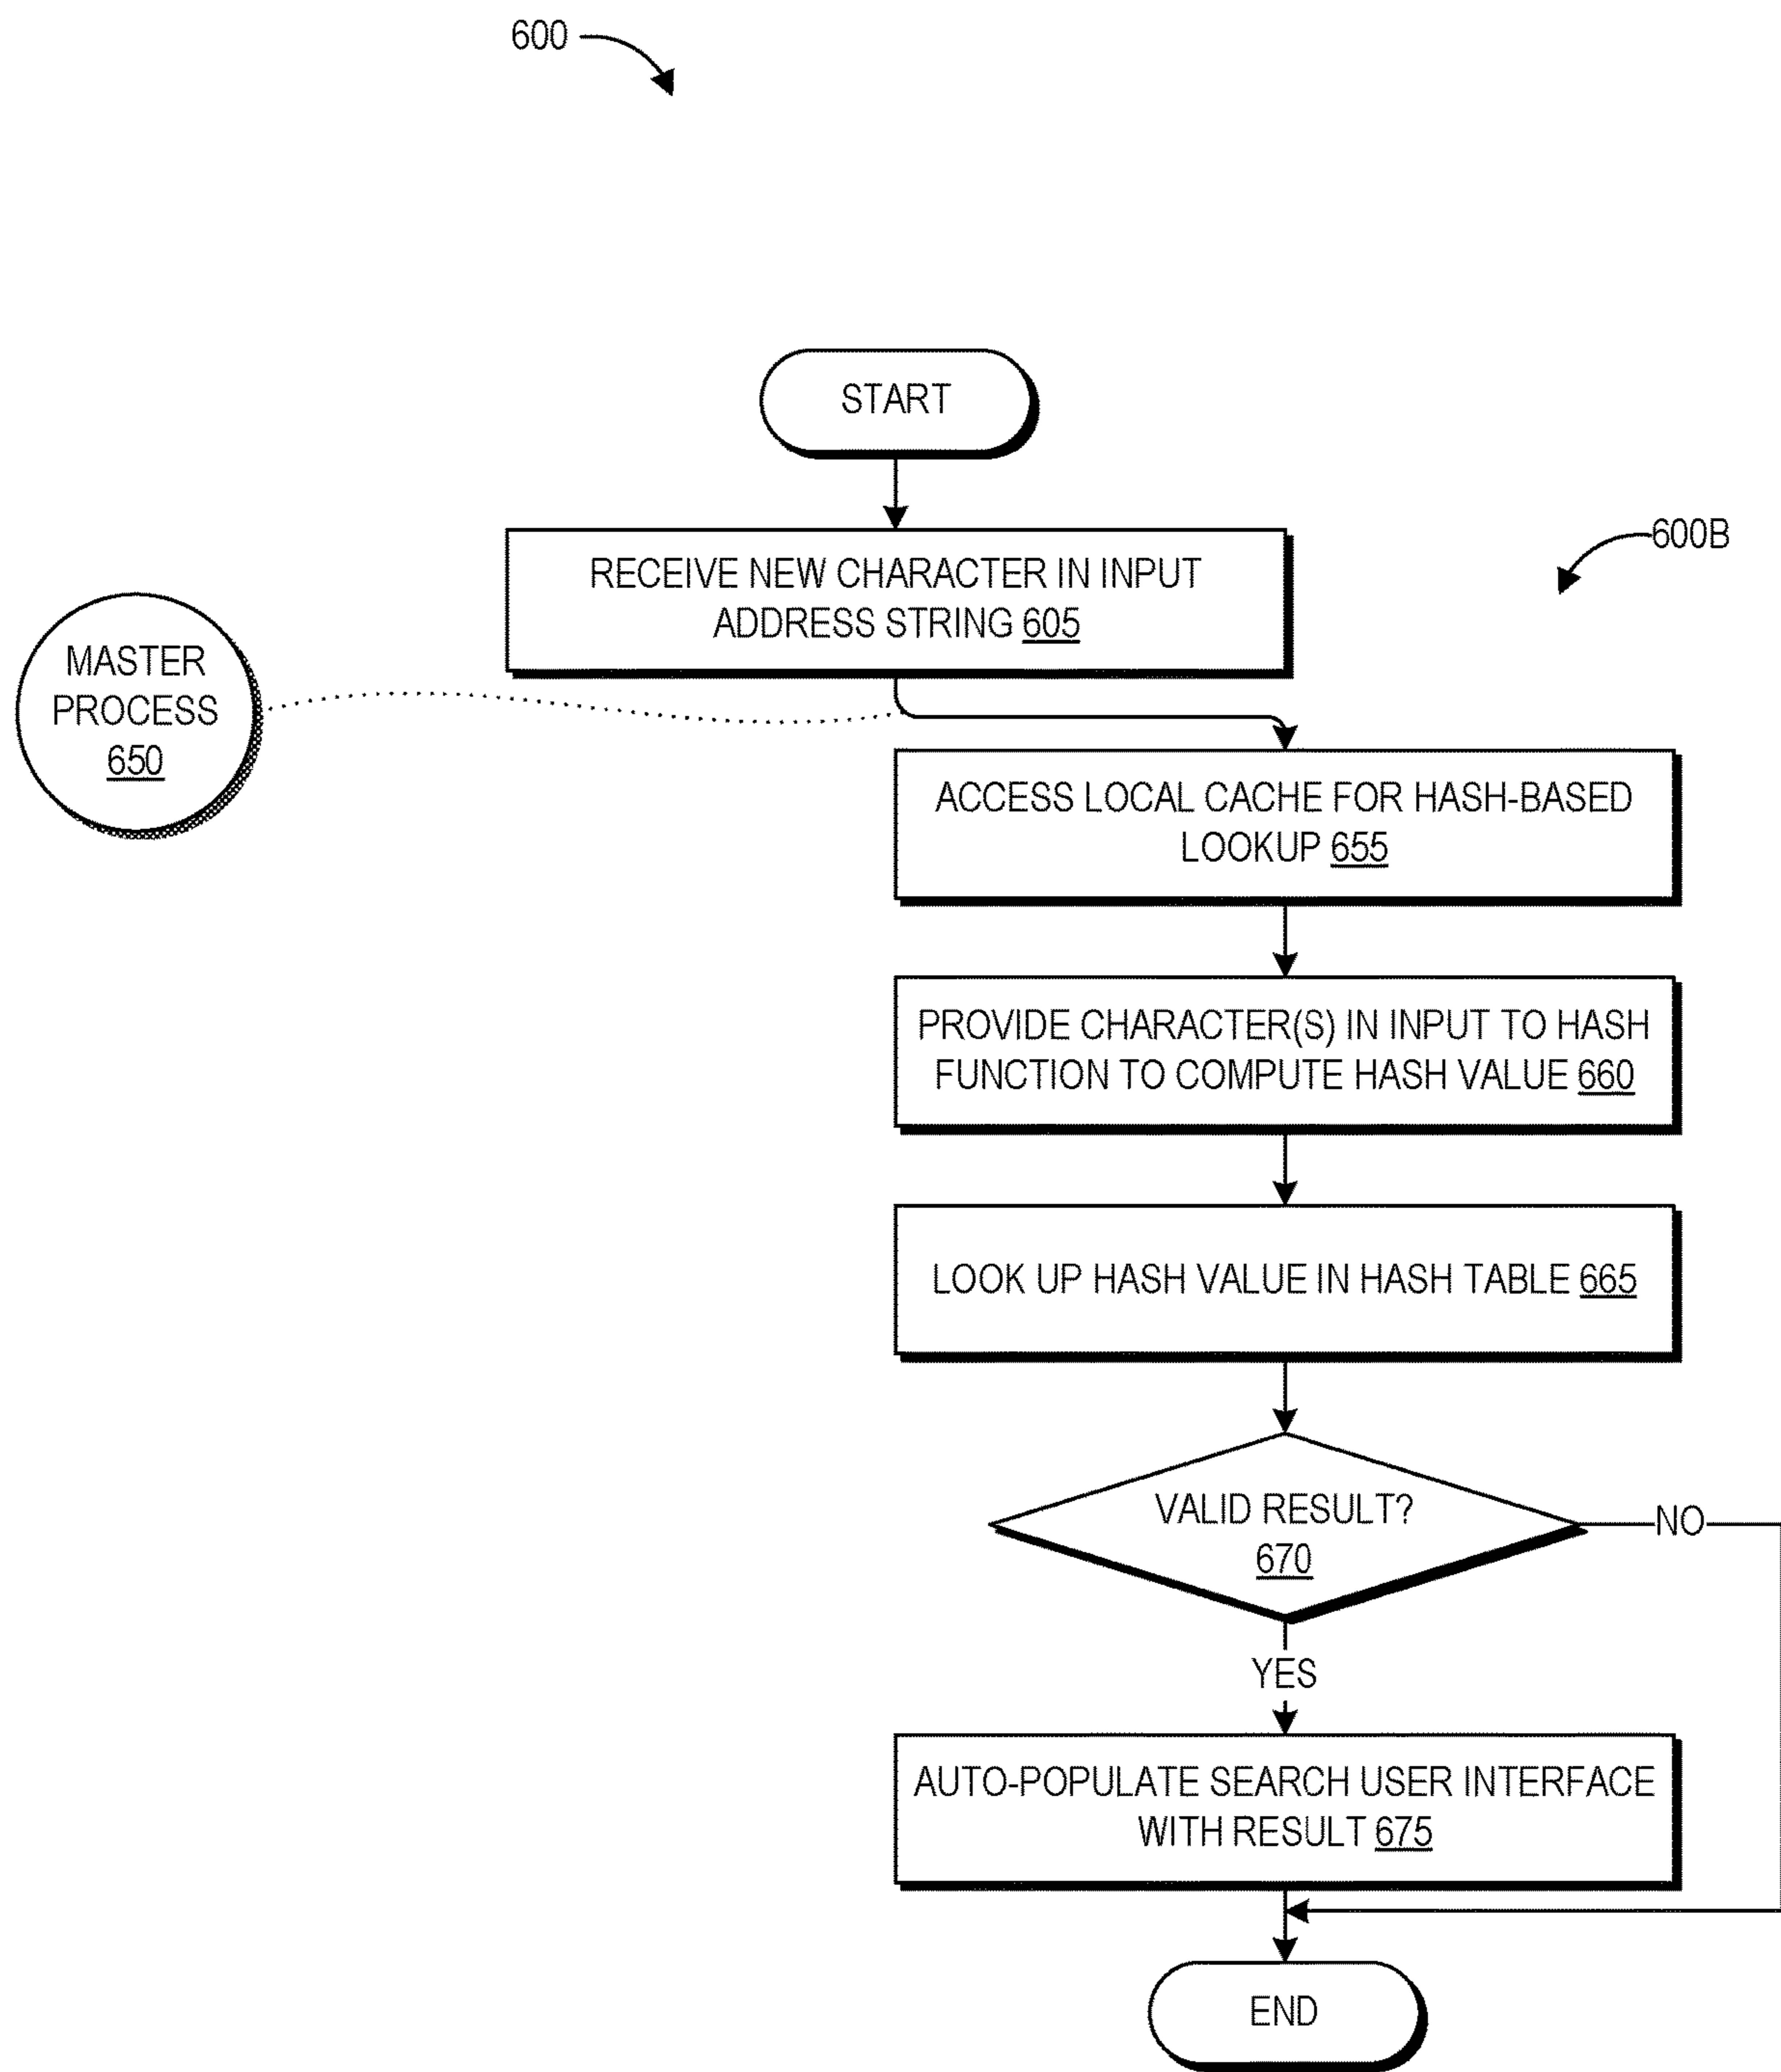 600
START
600B
RECEIVE NEW CHARACTER IN INPUT
ADDRESS STRING 605
MASTER
PROCESS
650
ACCESS LOCAL CACHE FOR HASH-BASED
LOOKUP 655
PROVIDE CHARACTER(S) IN INPUT TO HASH
FUNCTION TO COMPUTE HASH VALUE 660
LOOK UP HASH VALUE IN HASH TABLE 665
VALID RESULT?
670
NO
YES
AUTO-POPULATE SEARCH USER INTERFACE
WITH RESULT 675
END